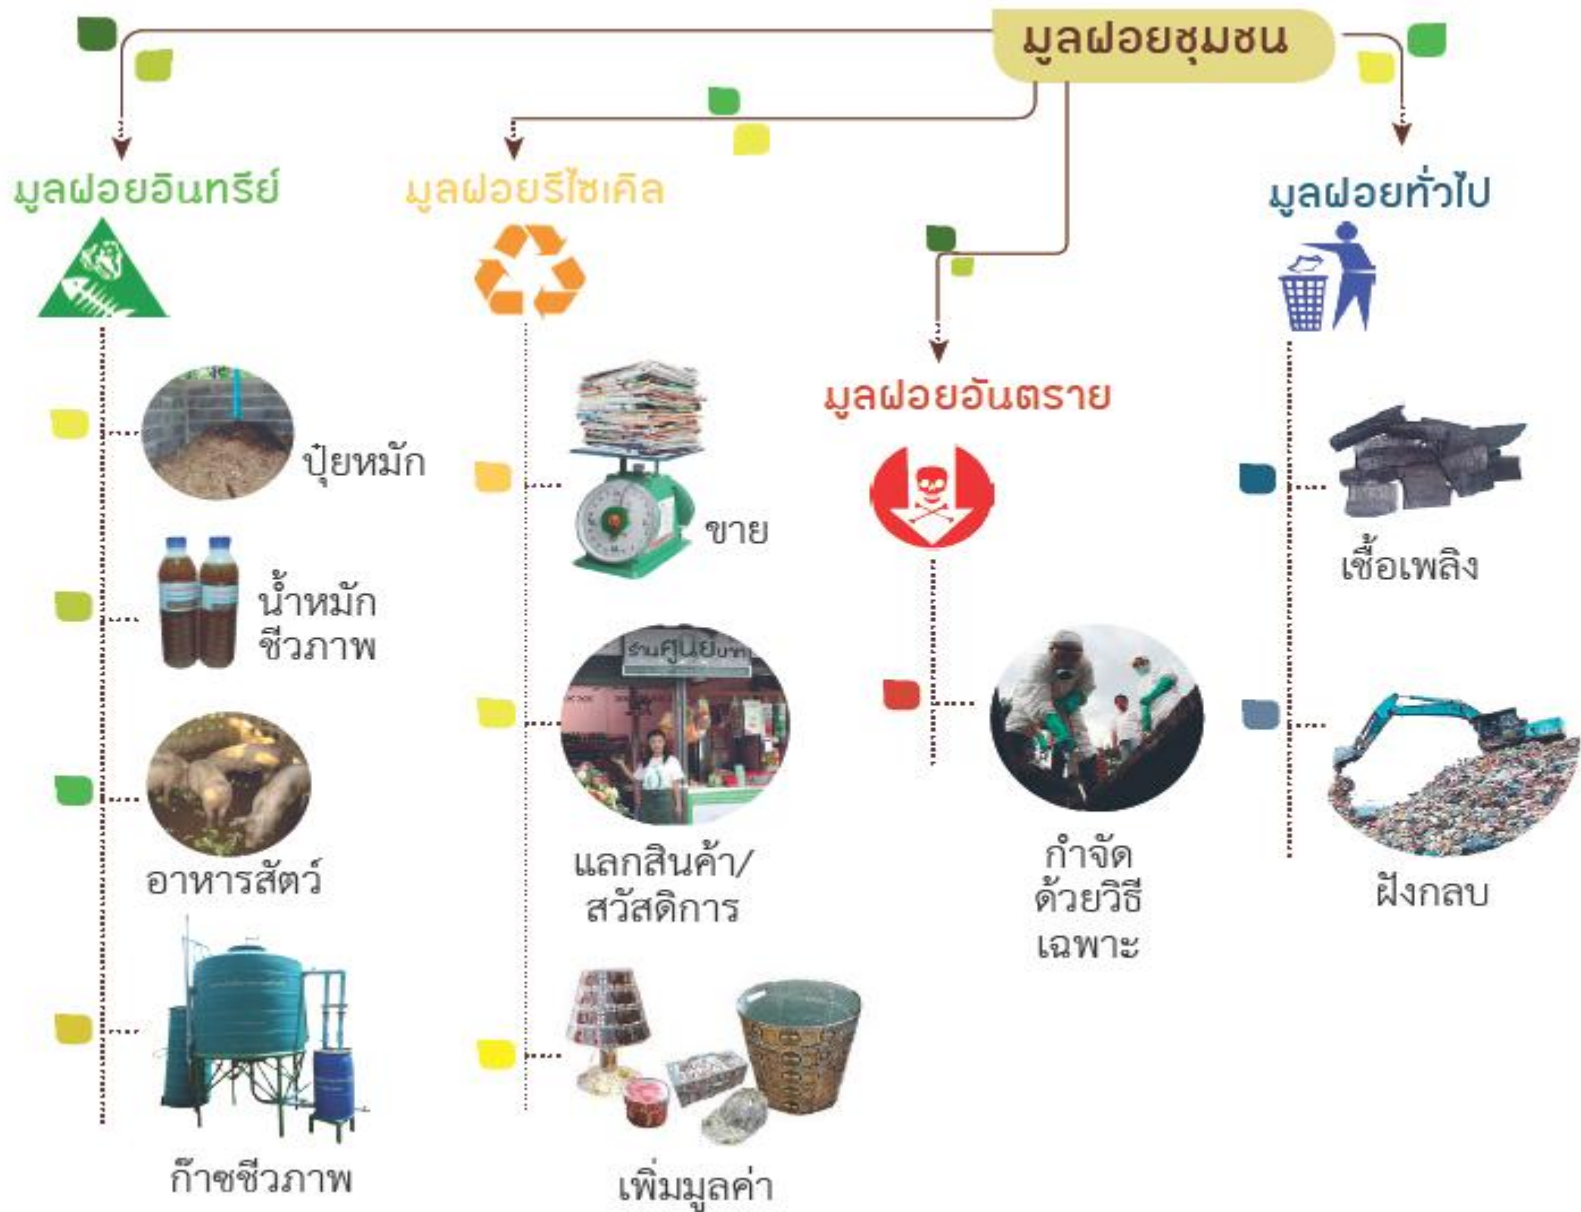 มูลฝอยชุมชน
มูลฝอยอินทรีย์
มูลฝอยรีไซเคิล
มูลฝอยอันตราย
มูลฝอยทั่วไป
ปุ๋ยหมัก
น้ำหมัก
ชีวภาพ
อาหารสัตว์
ก๊าซชีวภาพ
ขาย
ร้านศูนย์บาท
แลกสินค้า/
สวัสดิการ
เพิ่มมูลค่า
กำจัด
ด้วยวิธี
เฉพาะ
เชื้อเพลิง
ฝังกลบ